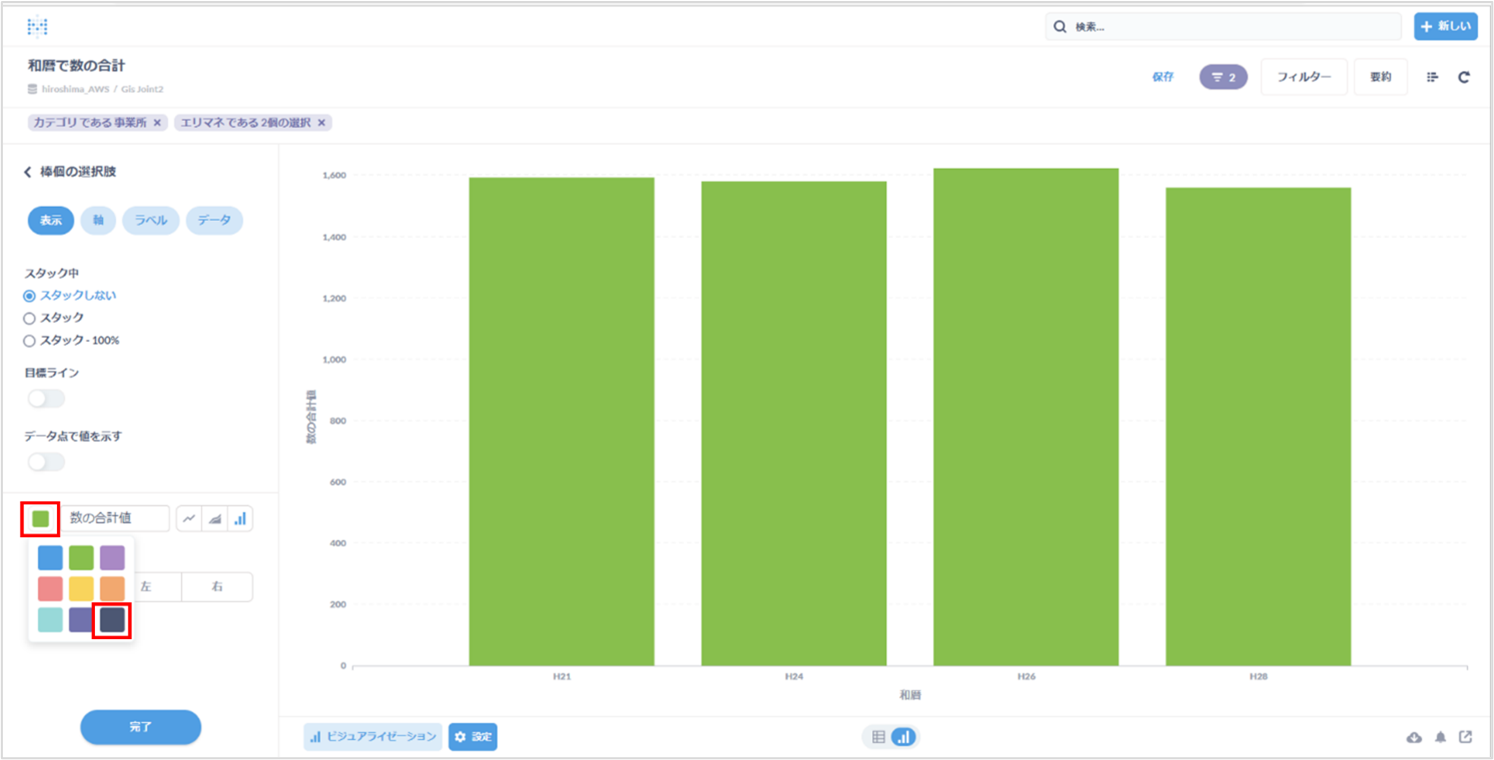 検索...
+ 新しい
和暦で数の合計
hiroshima_AWS / Gis Joint2
保存
2
フィルター
要約
カテゴリ である 事業所 ×
エリマネ である 2個の選択 ×
棒個の選択肢
表示
軸
ラベル
データ
スタック中
スタックしない
スタック
スタック - 100%
目標ライン
データ点で値を示す
数の合計値
左
右
完了
数の合計値
1,600
1,400
1,200
1,000
800
600
400
200
0
H21
H24
H26
H28
和暦
ビジュアライゼーション
設定